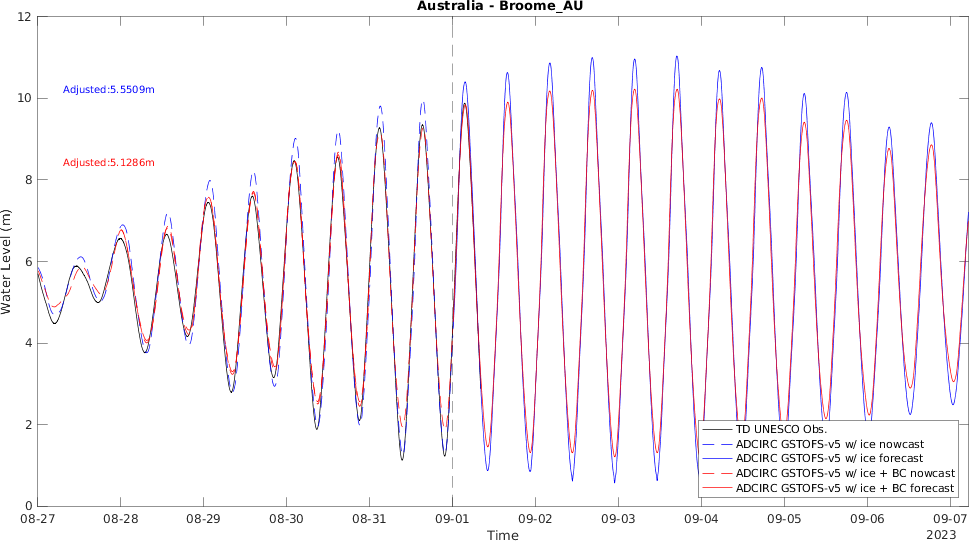 Australia - Broome_AU
12
10
8
6
4
2
0
Water Level (m)
Adjusted:5.5509m
Adjusted:5.1286m
TD UNESCO Obs.
ADCIRC GSTOFS-v5 w/ ice nowcast
ADCIRC GSTOFS-v5 w/ ice forecast
ADCIRC GSTOFS-v5 w/ ice + BC nowcast
ADCIRC GSTOFS-v5 w/ ice + BC forecast
08-27 08-28 08-29 08-30 08-31 09-01 09-02 09-03 09-04 09-05 09-06 09-07
Time
2023